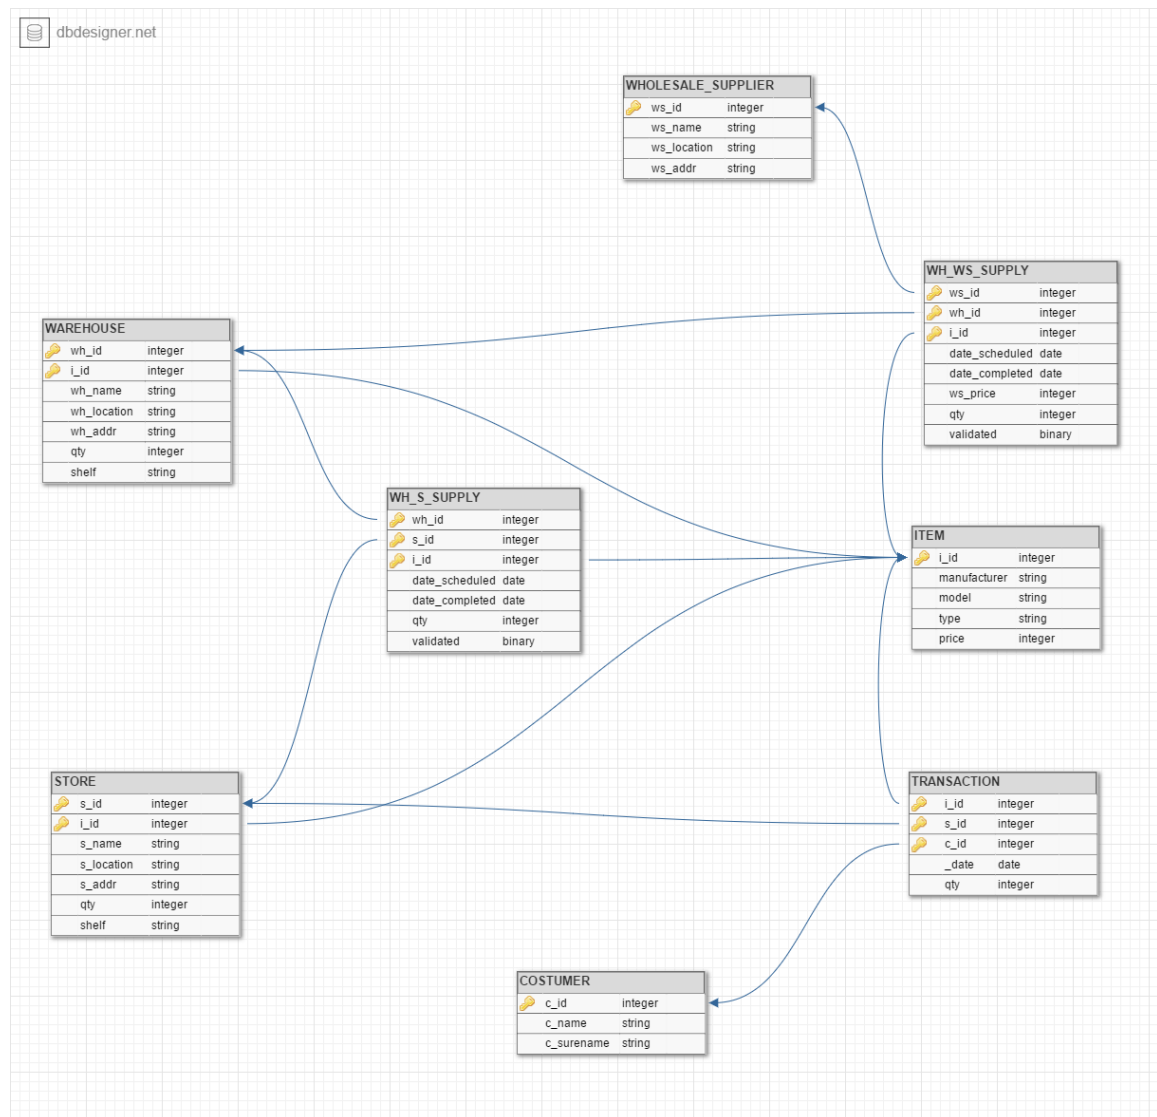 dbdesigner.net
WHOLESALE_SUPPLIER
ws_id integer
ws_name string
ws_location string
ws_addr string
WH_WS_SUPPLY
ws_id integer
wh_id integer
i_id integer
date_scheduled date
date_completed date
ws_price integer
qty integer
validated binary
WAREHOUSE
wh_id integer
i_id integer
wh_name string
wh_location string
wh_addr string
qty integer
shelf string
WH_S_SUPPLY
wh_id integer
s_id integer
i_id integer
date_scheduled date
date_completed date
qty integer
validated binary
ITEM
i_id integer
manufacturer string
model string
type string
price integer
STORE
s_id integer
i_id integer
s_name string
s_location string
s_addr string
qty integer
shelf string
TRANSACTION
i_id integer
s_id integer
c_id integer
_date date
qty integer
COSTUMER
c_id integer
c_name string
c_surename string